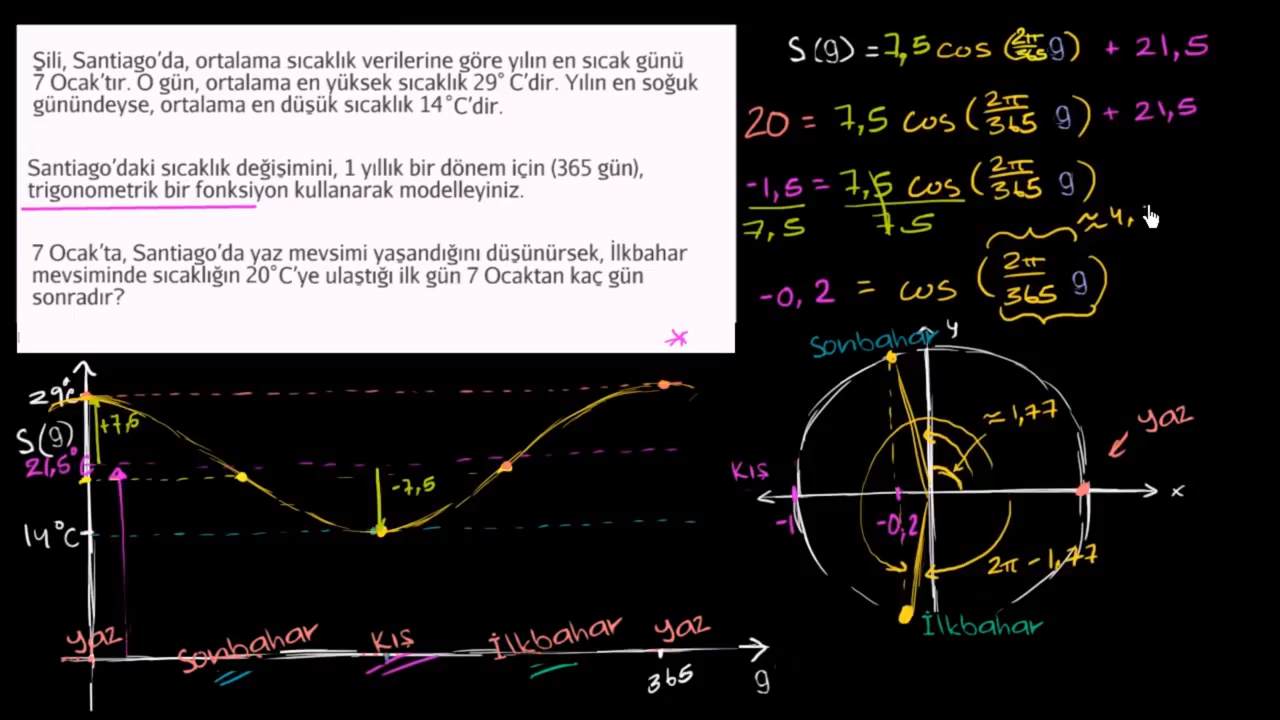 Şili, Santiago'da, ortalama sıcaklık verilerine göre yılın en sıcak günü
7 Ocak'tır. O gün, ortalama en yüksek sıcaklık 29°C'dir. Yılın en soğuk
günündeyse, ortalama en düşük sıcaklık 14°C'dir.
Santiago'daki sıcaklık değişimini, 1 yıllık bir dönem için (365 gün),
trigonometrik bir fonksiyon kullanarak modelleyiniz.
7 Ocak'ta, Santiago'da yaz mevsimi yaşandığını düşünürsek, İlkbahar
mevsiminde sıcaklığın 20°C'ye ulaştığı ilk gün 7 Ocaktan kaç gün
sonradır?
S(g) = 7,5 cos (2π/365 g) + 21,5
20 = 7,5 cos (2π/365 g) + 21,5
-1,5 = 7,5 cos (2π/365 g)
7,5 7.5
≈ 4,
-0,2 = cos (2π/365 g)
29°C
+7,5
S(g)
21,5°C
-7,5
14°C
yaz Sonbahar Kış İlkbahar yaz
365
g
Sonbahar y
≈ 1,77
yaz
Kış
x
-1 -0,2
2π - 1,77
İlkbahar